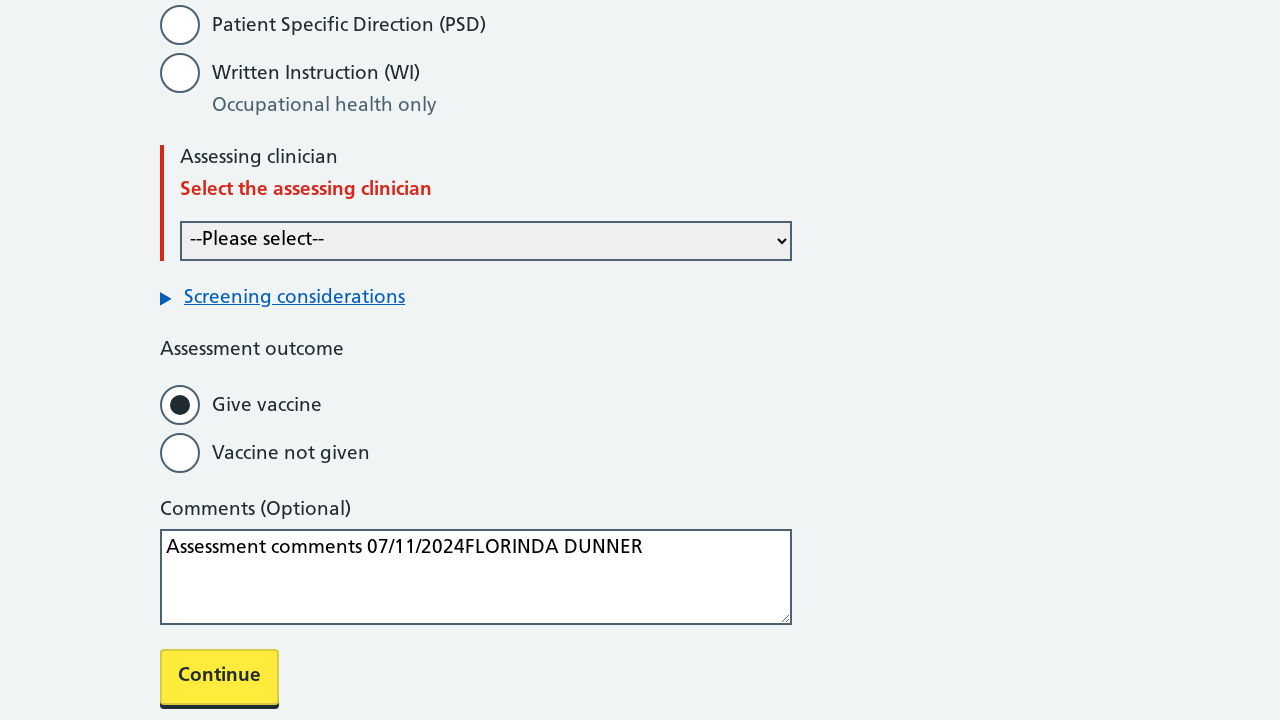 Patient Specific Direction (PSD)
Written Instruction (WI)
Occupational health only
Assessing clinician
Select the assessing clinician
--Please select--
Screening considerations
Assessment outcome
Give vaccine
Vaccine not given
Comments (Optional)
Assessment comments 07/11/2024FLORINDA DUNNER
Continue